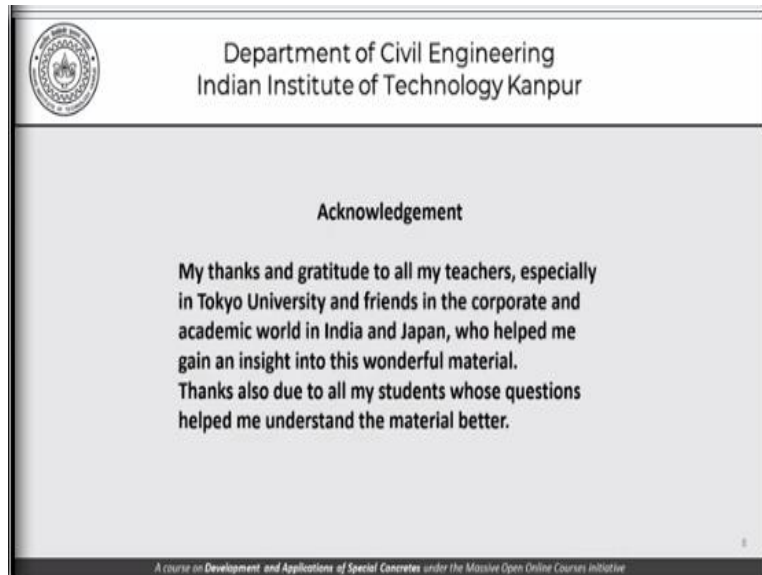 Department of Civil Engineering
Indian Institute of Technology Kanpur
Acknowledgement
My thanks and gratitude to all my teachers, especially
in Tokyo University and friends in the corporate and
academic world in India and Japan, who helped me
gain an insight into this wonderful material.
Thanks also due to all my students whose questions
helped me understand the material better.
8
A course on Development and Applications of Special Concretes under the Massive Open Online Courses initiative